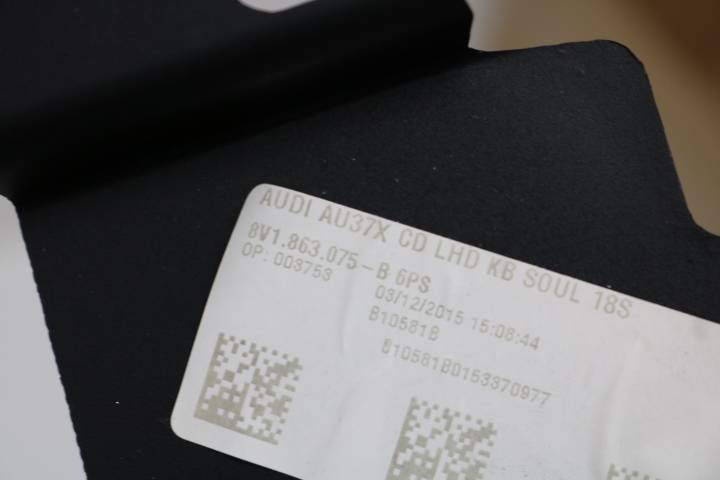 AUDI AU37X CD LHD KB SOUL 18S
8V1.863.075-B 6PS
OP: 003753
03/12/2015 15:08:44
B10581B
B10581B0153370977